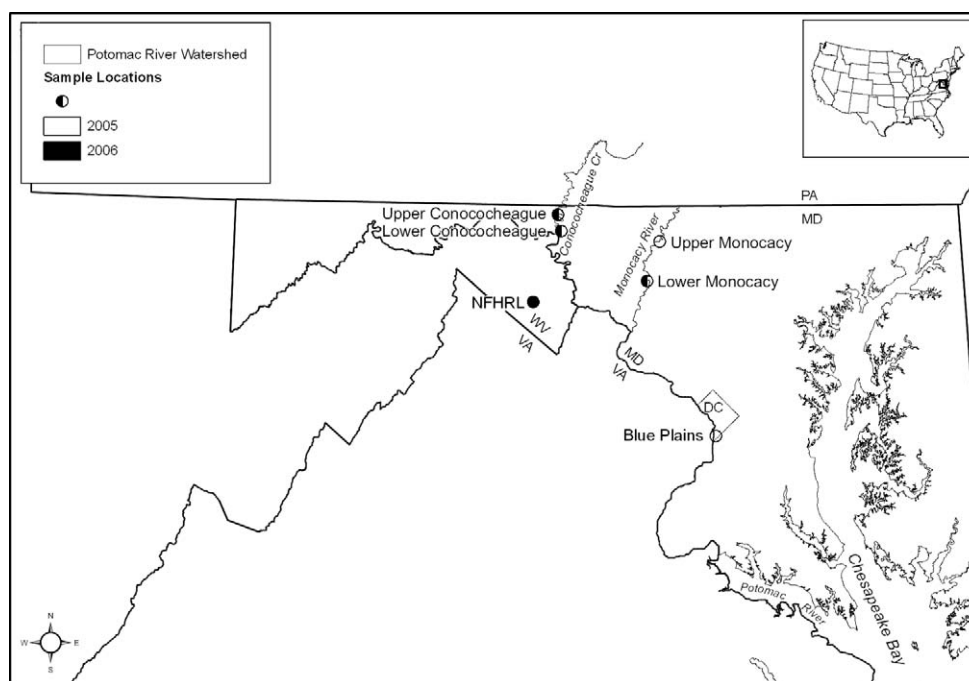 Potomac River Watershed
Sample Locations
2005
2006
PA
MD
Conococheague Cr
Upper Conococheague
Lower Conococheague
Monocacy River
Upper Monocacy
Lower Monocacy
NFHRL
WV
VA
MD
VA
DC
Blue Plains
Potomac River
Chesapeake Bay
N
W
E
S